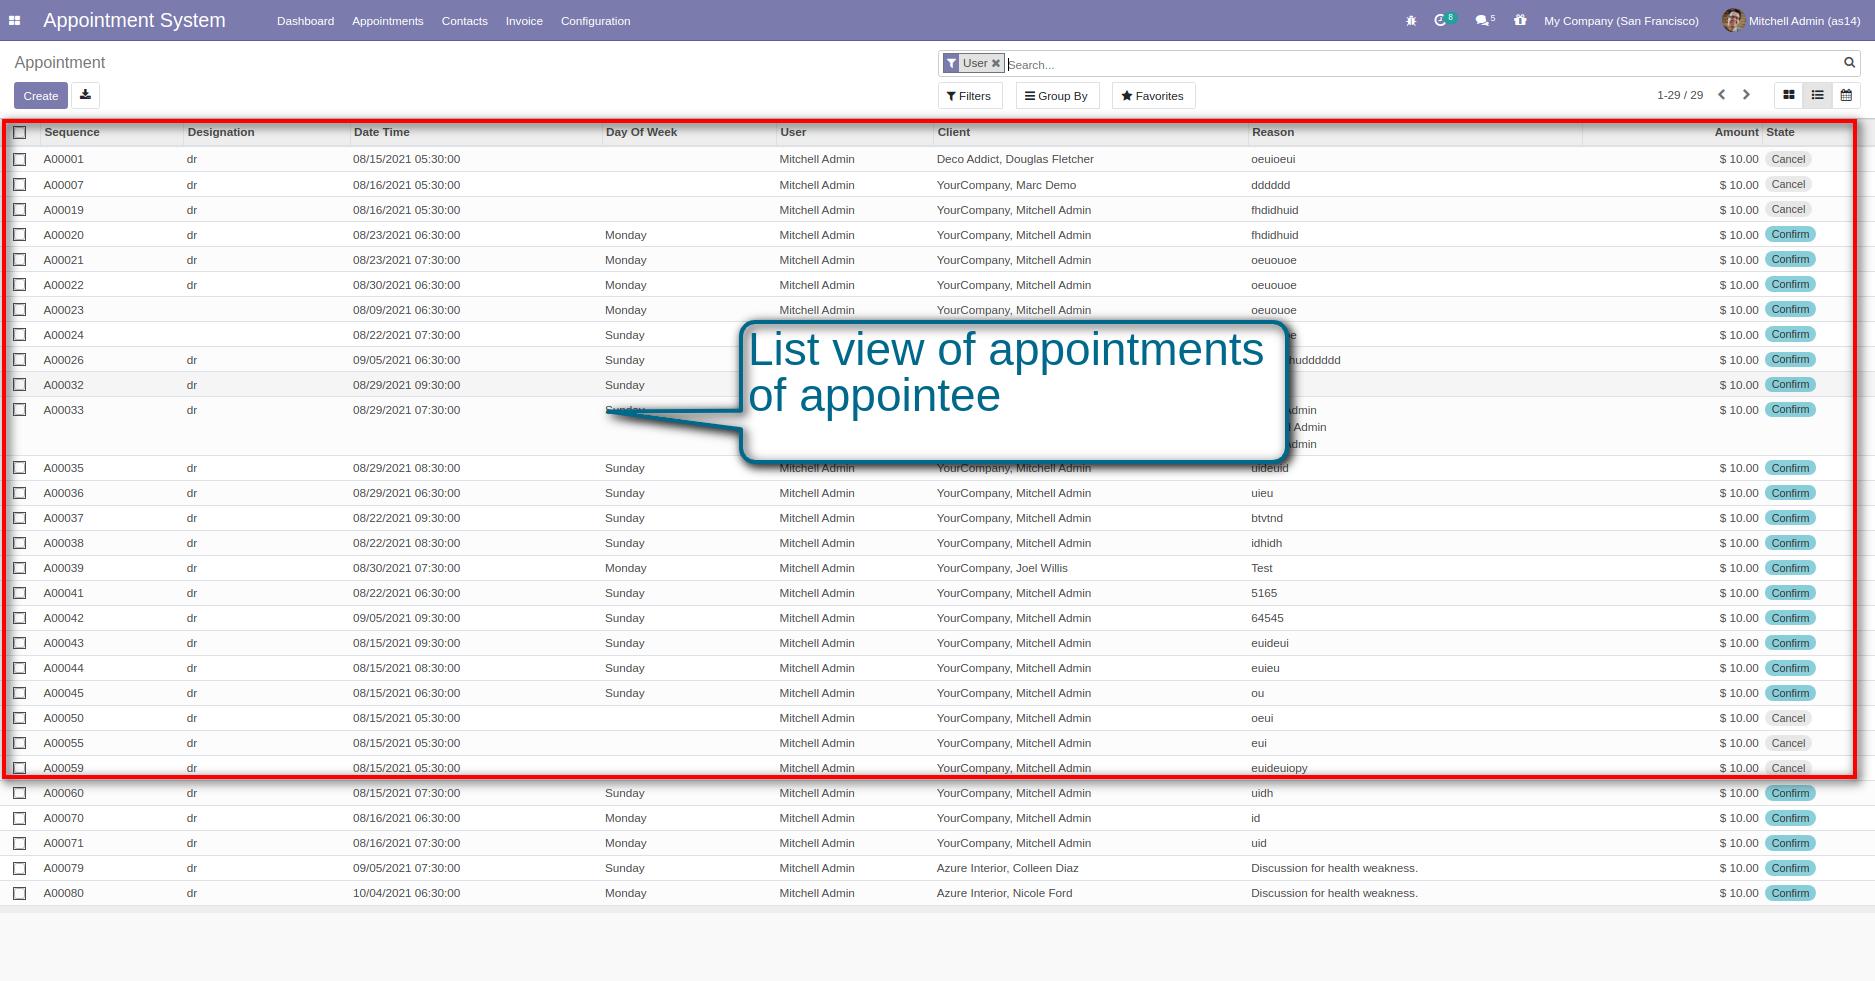 Appointment System Dashboard Appointments Contacts Invoice Configuration 8 5 My Company (San Francisco) Mitchell Admin (as14)
Appointment User Search...
Create Filters Group By Favorites 1-29 / 29
Sequence Designation Date Time Day Of Week User Client Reason Amount State
A00001 dr 08/15/2021 05:30:00 Mitchell Admin Deco Addict, Douglas Fletcher oeuioeui $ 10.00 Cancel
A00007 dr 08/16/2021 05:30:00 Mitchell Admin YourCompany, Marc Demo dddddd $ 10.00 Cancel
A00019 dr 08/16/2021 05:30:00 Mitchell Admin YourCompany, Mitchell Admin fhdidhuid $ 10.00 Cancel
A00020 dr 08/23/2021 06:30:00 Monday Mitchell Admin YourCompany, Mitchell Admin fhdidhuid $ 10.00 Confirm
A00021 dr 08/23/2021 07:30:00 Monday Mitchell Admin YourCompany, Mitchell Admin oeuouoe $ 10.00 Confirm
A00022 dr 08/30/2021 06:30:00 Monday Mitchell Admin YourCompany, Mitchell Admin oeuouoe $ 10.00 Confirm
A00023 08/09/2021 06:30:00 Monday Mitchell Admin YourCompany, Mitchell Admin oeuouoe $ 10.00 Confirm
A00024 08/22/2021 07:30:00 Sunday $ 10.00 Confirm
A00026 dr 09/05/2021 06:30:00 Sunday $ 10.00 Confirm
A00032 dr 08/29/2021 09:30:00 Sunday $ 10.00 Confirm
A00033 dr 08/29/2021 07:30:00 Sunday Admin $ 10.00 Confirm
Admin
Admin
List view of appointments
of appointee
A00035 dr 08/29/2021 08:30:00 Sunday Mitchell Admin YourCompany, Mitchell Admin uideuid $ 10.00 Confirm
A00036 dr 08/29/2021 06:30:00 Sunday Mitchell Admin YourCompany, Mitchell Admin uieu $ 10.00 Confirm
A00037 dr 08/22/2021 09:30:00 Sunday Mitchell Admin YourCompany, Mitchell Admin btvtnd $ 10.00 Confirm
A00038 dr 08/22/2021 08:30:00 Sunday Mitchell Admin YourCompany, Mitchell Admin idhidh $ 10.00 Confirm
A00039 dr 08/30/2021 07:30:00 Monday Mitchell Admin YourCompany, Joel Willis Test $ 10.00 Confirm
A00041 dr 08/22/2021 06:30:00 Sunday Mitchell Admin YourCompany, Mitchell Admin 5165 $ 10.00 Confirm
A00042 dr 09/05/2021 09:30:00 Sunday Mitchell Admin YourCompany, Mitchell Admin 64545 $ 10.00 Confirm
A00043 dr 08/15/2021 09:30:00 Sunday Mitchell Admin YourCompany, Mitchell Admin euideui $ 10.00 Confirm
A00044 dr 08/15/2021 08:30:00 Sunday Mitchell Admin YourCompany, Mitchell Admin euieu $ 10.00 Confirm
A00045 dr 08/15/2021 06:30:00 Sunday Mitchell Admin YourCompany, Mitchell Admin ou $ 10.00 Confirm
A00050 dr 08/15/2021 05:30:00 Mitchell Admin YourCompany, Mitchell Admin oeui $ 10.00 Cancel
A00055 dr 08/15/2021 05:30:00 Mitchell Admin YourCompany, Mitchell Admin eui $ 10.00 Cancel
A00059 dr 08/15/2021 05:30:00 Mitchell Admin YourCompany, Mitchell Admin euideuiopy $ 10.00 Cancel
A00060 dr 08/15/2021 07:30:00 Sunday Mitchell Admin YourCompany, Mitchell Admin uidh $ 10.00 Confirm
A00070 dr 08/16/2021 06:30:00 Monday Mitchell Admin YourCompany, Mitchell Admin id $ 10.00 Confirm
A00071 dr 08/16/2021 07:30:00 Monday Mitchell Admin YourCompany, Mitchell Admin uid $ 10.00 Confirm
A00079 dr 09/05/2021 07:30:00 Sunday Mitchell Admin Azure Interior, Colleen Diaz Discussion for health weakness. $ 10.00 Confirm
A00080 dr 10/04/2021 06:30:00 Monday Mitchell Admin Azure Interior, Nicole Ford Discussion for health weakness. $ 10.00 Confirm